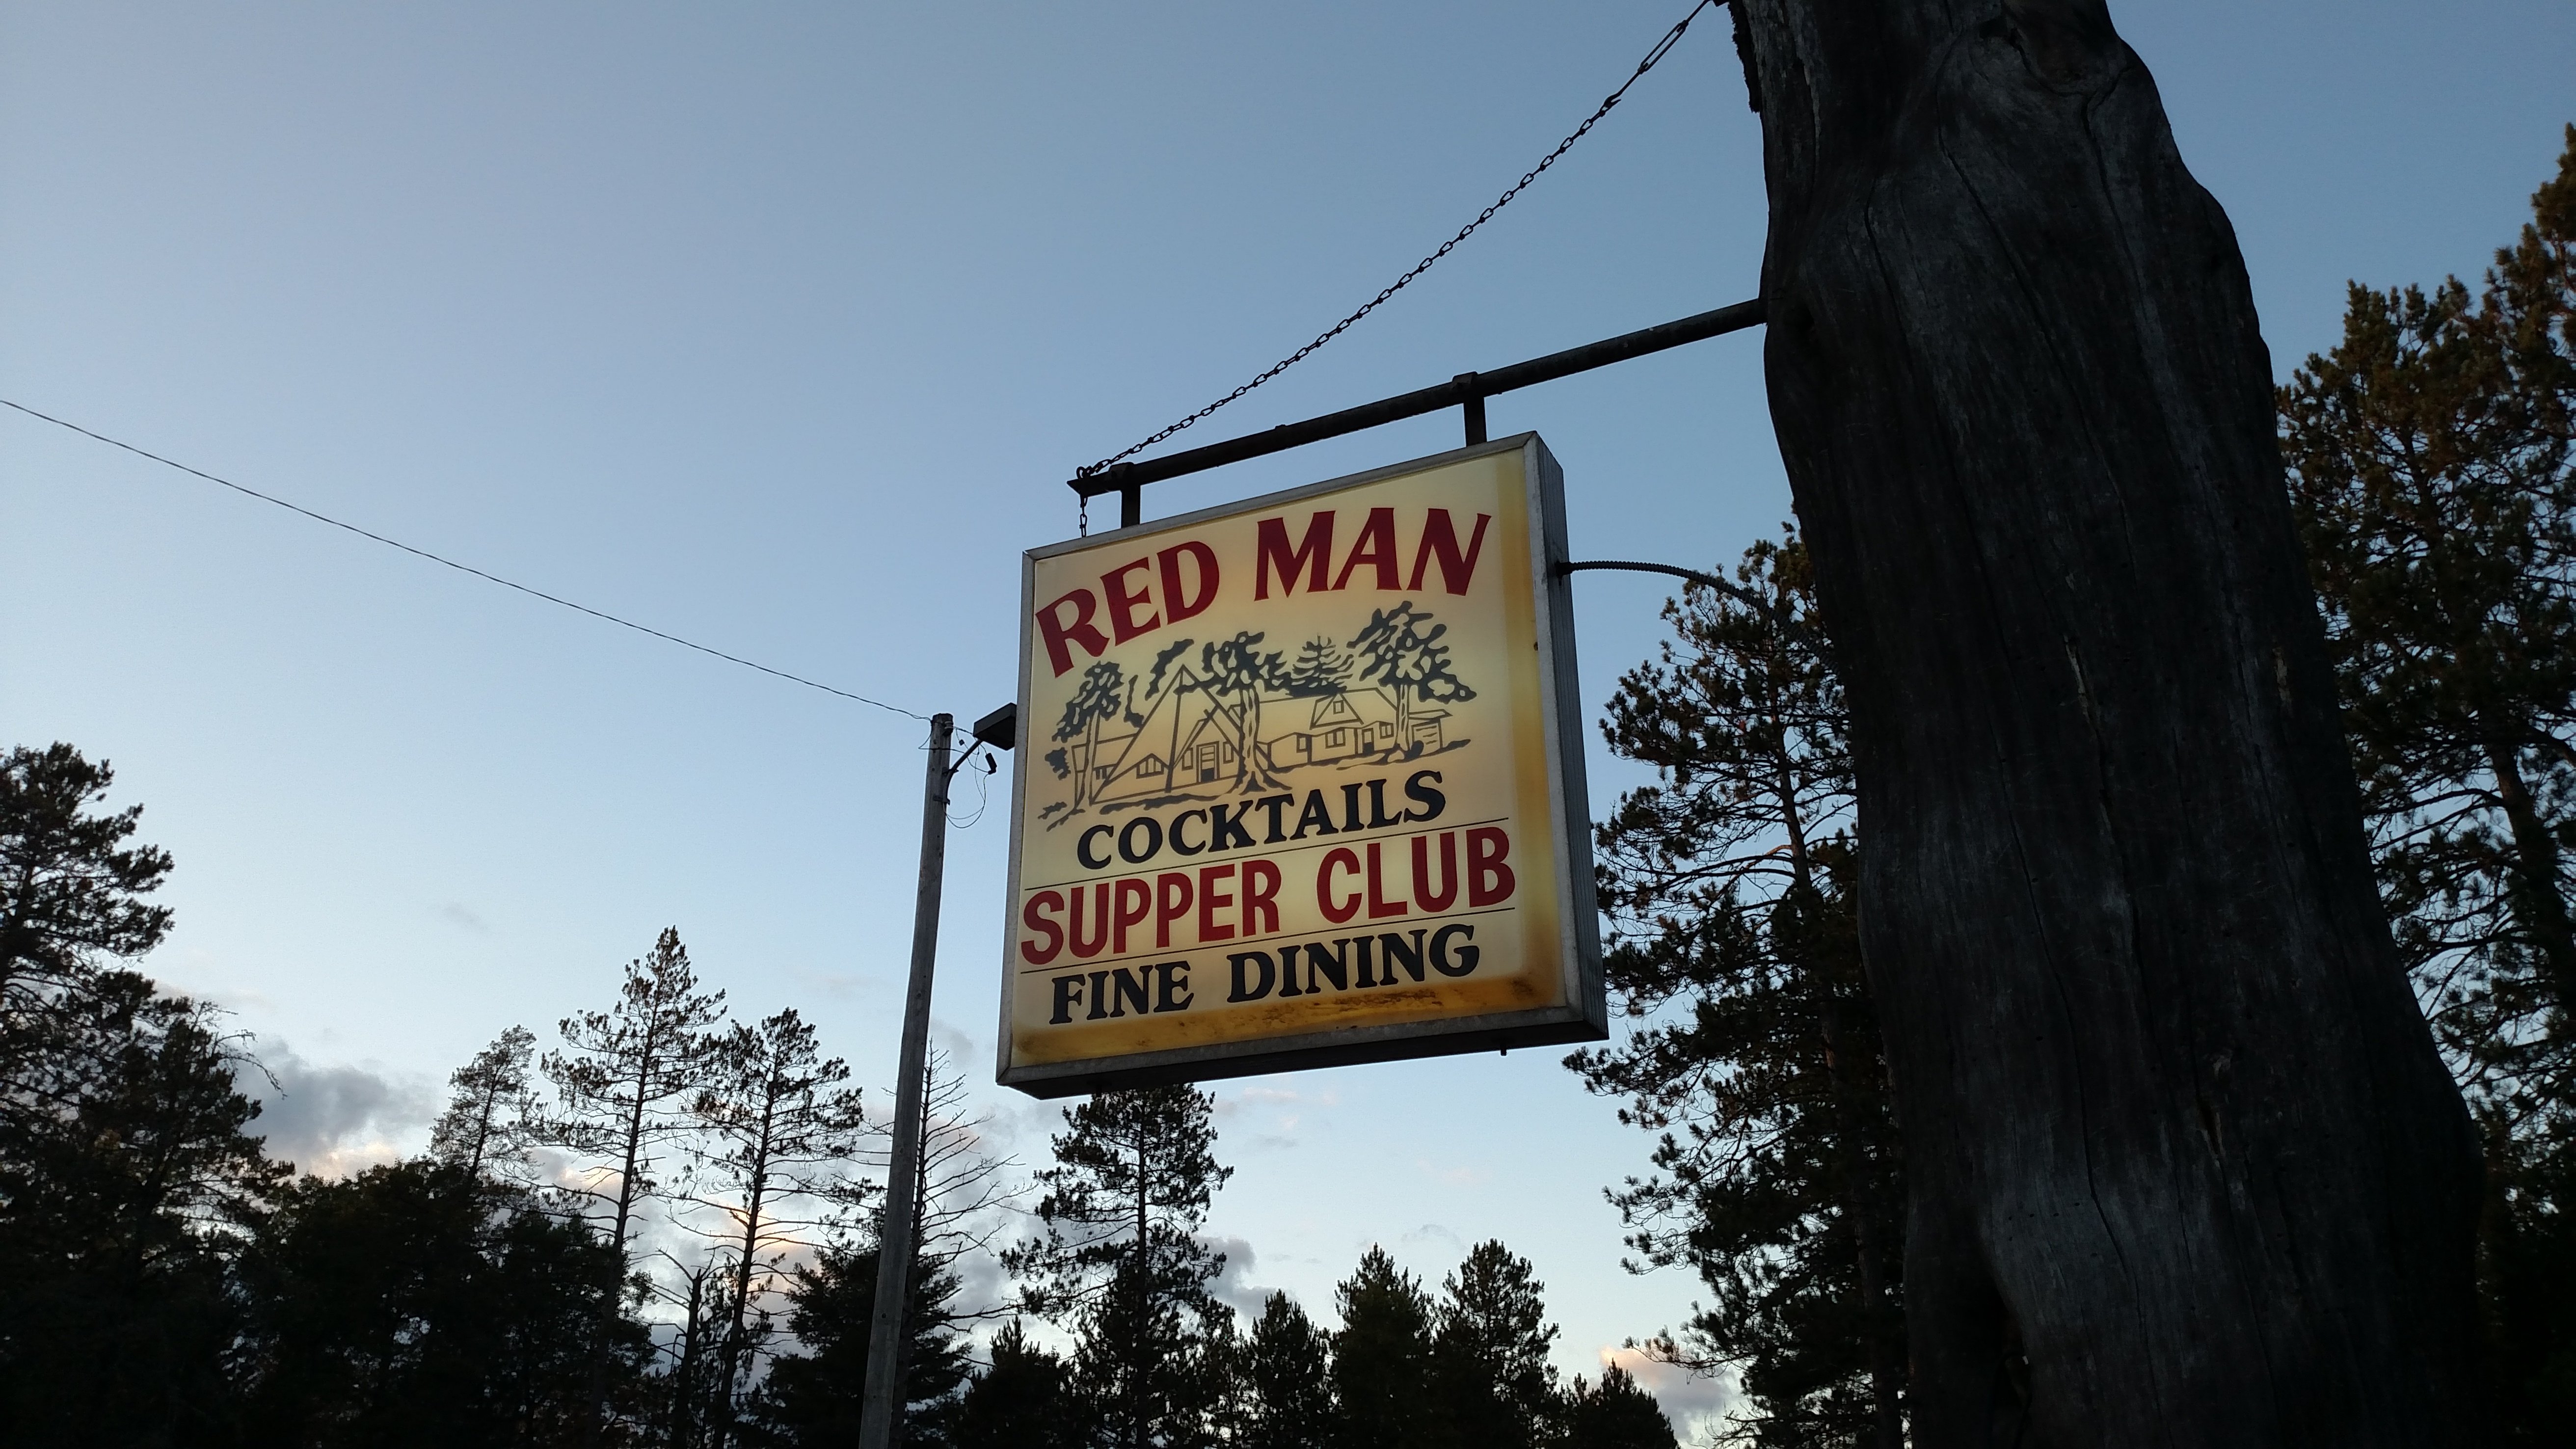 RED MAN
COCKTAILS
SUPPER CLUB
FINE DINING